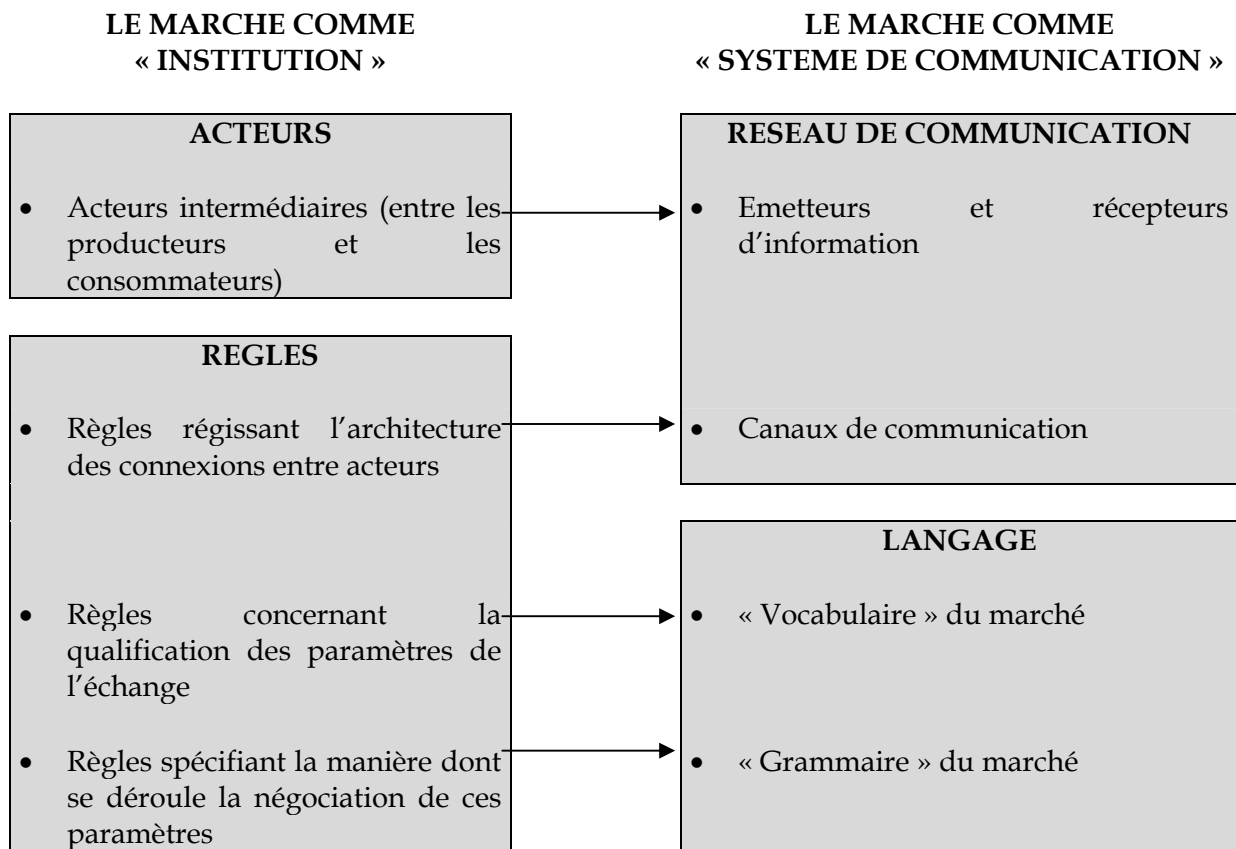 LE MARCHE COMME
« INSTITUTION »
LE MARCHE COMME
« SYSTEME DE COMMUNICATION »
ACTEURS
• Acteurs intermédiaires (entre les
producteurs et les
consommateurs)
REGLES
• Règles régissant l’architecture
des connexions entre acteurs
• Règles concernant la
qualification des paramètres de
l’échange
• Règles spécifiant la manière dont
se déroule la négociation de ces
paramètres
RESEAU DE COMMUNICATION
• Emetteurs et récepteurs
d’information
• Canaux de communication
LANGAGE
• « Vocabulaire » du marché
• « Grammaire » du marché